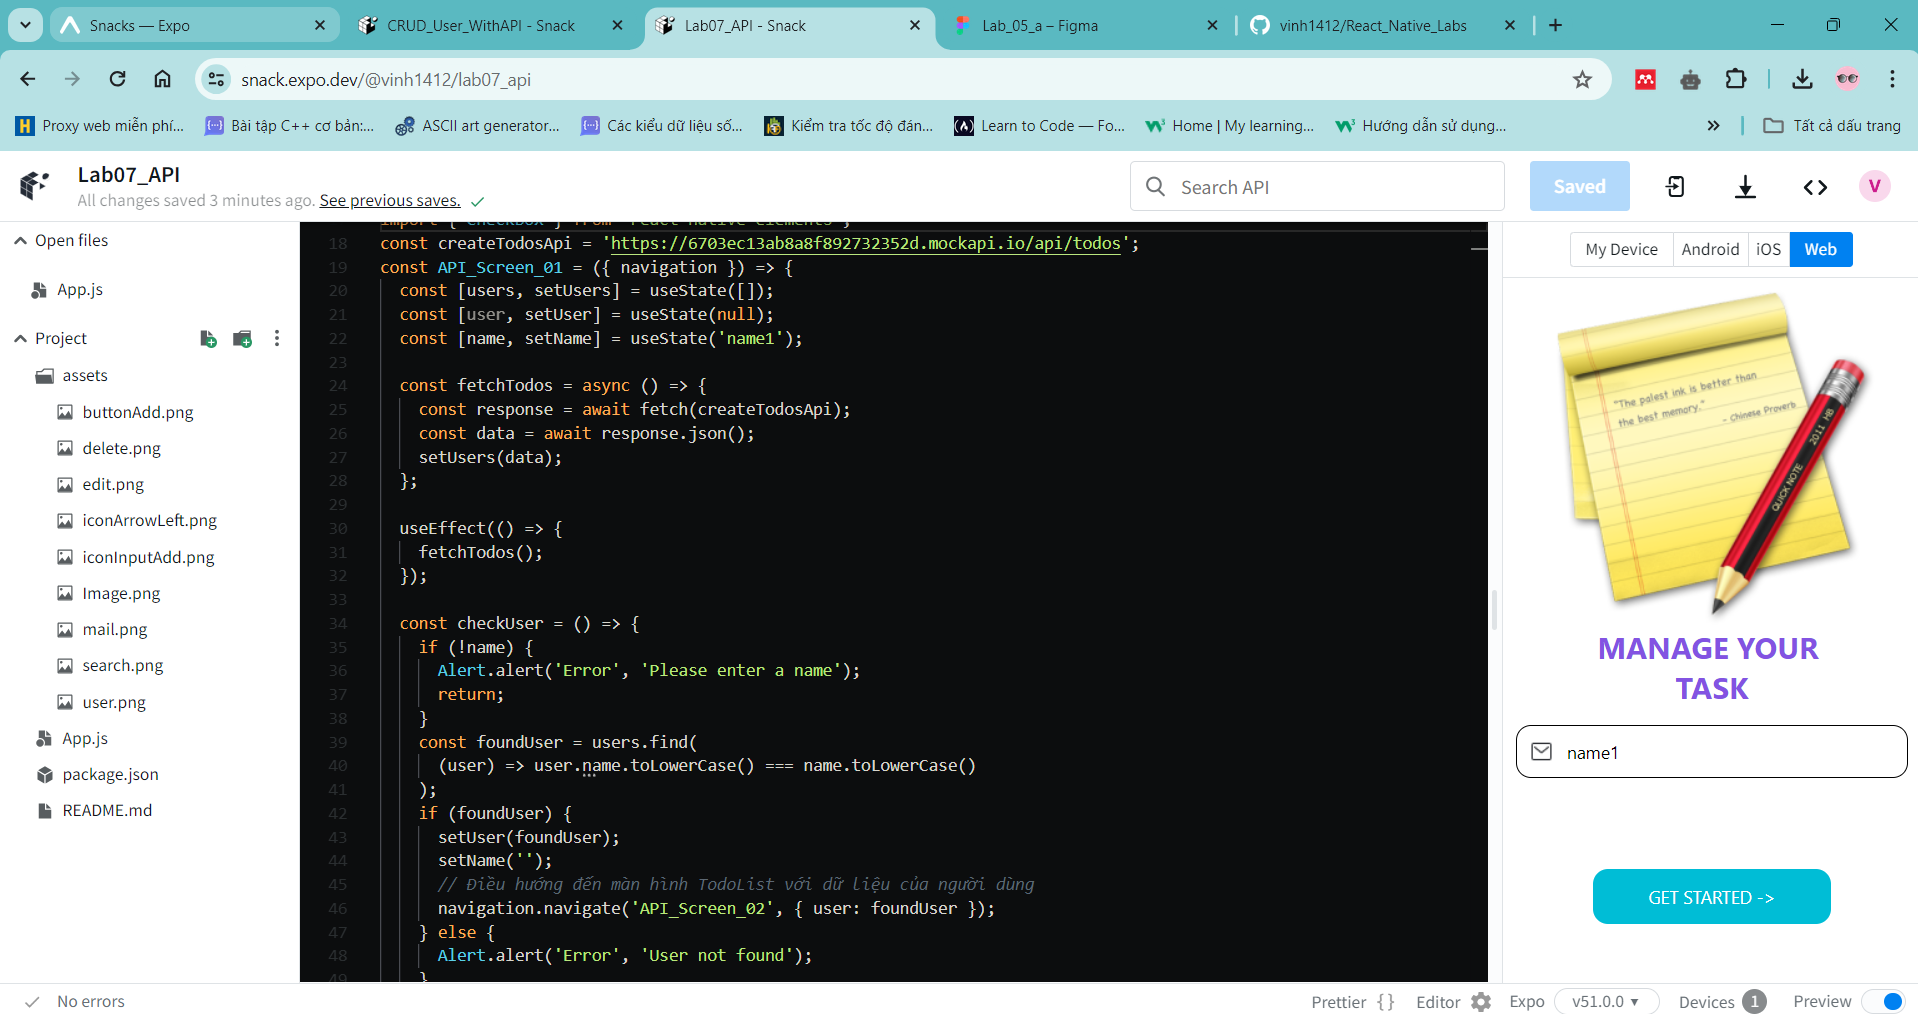 Snacks — Expo
CRUD_User_WithAPI - Snack
Lab07_API - Snack
Lab_05_a – Figma
vinh1412/React_Native_Labs
snack.expo.dev/@vinh1412/lab07_api
Proxy web miễn phí...
Bài tập C++ cơ bản:...
ASCII art generator...
Các kiểu dữ liệu số...
Kiểm tra tốc độ đán...
Learn to Code — Fo...
Home | My learning...
Hướng dẫn sử dụng...
Tất cả dấu trang
Lab07_API
All changes saved 3 minutes ago. See previous saves.
Search API
Saved
V
Open files
App.js
Project
assets
buttonAdd.png
delete.png
edit.png
iconArrowLeft.png
iconInputAdd.png
Image.png
mail.png
search.png
user.png
App.js
package.json
README.md
import { CheckBox } from 'react-native-elements';
18 const createTodosApi = 'https://6703ec13ab8a8f892732352d.mockapi.io/api/todos';
19 const API_Screen_01 = ({ navigation }) => {
20 const [users, setUsers] = useState([]);
21 const [user, setUser] = useState(null);
22 const [name, setName] = useState('name1');
23
24 const fetchTodos = async () => {
25 const response = await fetch(createTodosApi);
26 const data = await response.json();
27 setUsers(data);
28 };
29
30 useEffect(() => {
31 fetchTodos();
32 });
33
34 const checkUser = () => {
35 if (!name) {
36 Alert.alert('Error', 'Please enter a name');
37 return;
38 }
39 const foundUser = users.find(
40 (user) => user.name.toLowerCase() === name.toLowerCase()
41 );
42 if (foundUser) {
43 setUser(foundUser);
44 setName('');
45 // Điều hướng đến màn hình TodoList với dữ liệu của người dùng
46 navigation.navigate('API_Screen_02', { user: foundUser });
47 } else {
48 Alert.alert('Error', 'User not found');
49 }
My Device
Android
iOS
Web
"The palest ink is better than
the best memory."
- Chinese Proverb
2011 HB
QUICK NOTE
MANAGE YOUR
TASK
name1
GET STARTED ->
No errors
Prettier {}
Editor
Expo
v51.0.0
Devices 1
Preview